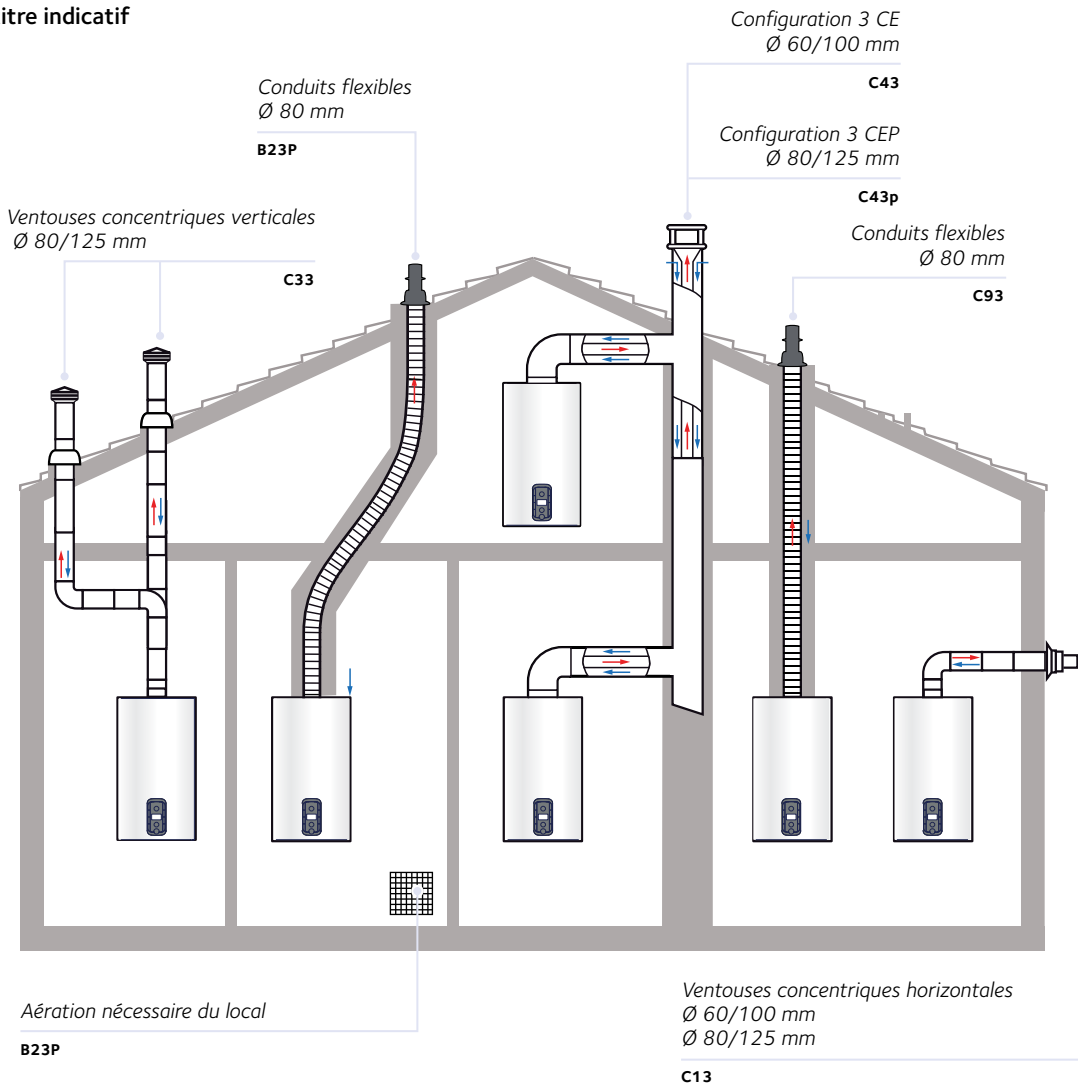 itre indicatif
Configuration 3 CE
Ø 60/100 mm
C43
Conduits flexibles
Ø 80 mm
B23P
Configuration 3 CEP
Ø 80/125 mm
C43p
Ventouses concentriques verticales
Ø 80/125 mm
C33
Conduits flexibles
Ø 80 mm
C93
Aération nécessaire du local
B23P
Ventouses concentriques horizontales
Ø 60/100 mm
Ø 80/125 mm
C13